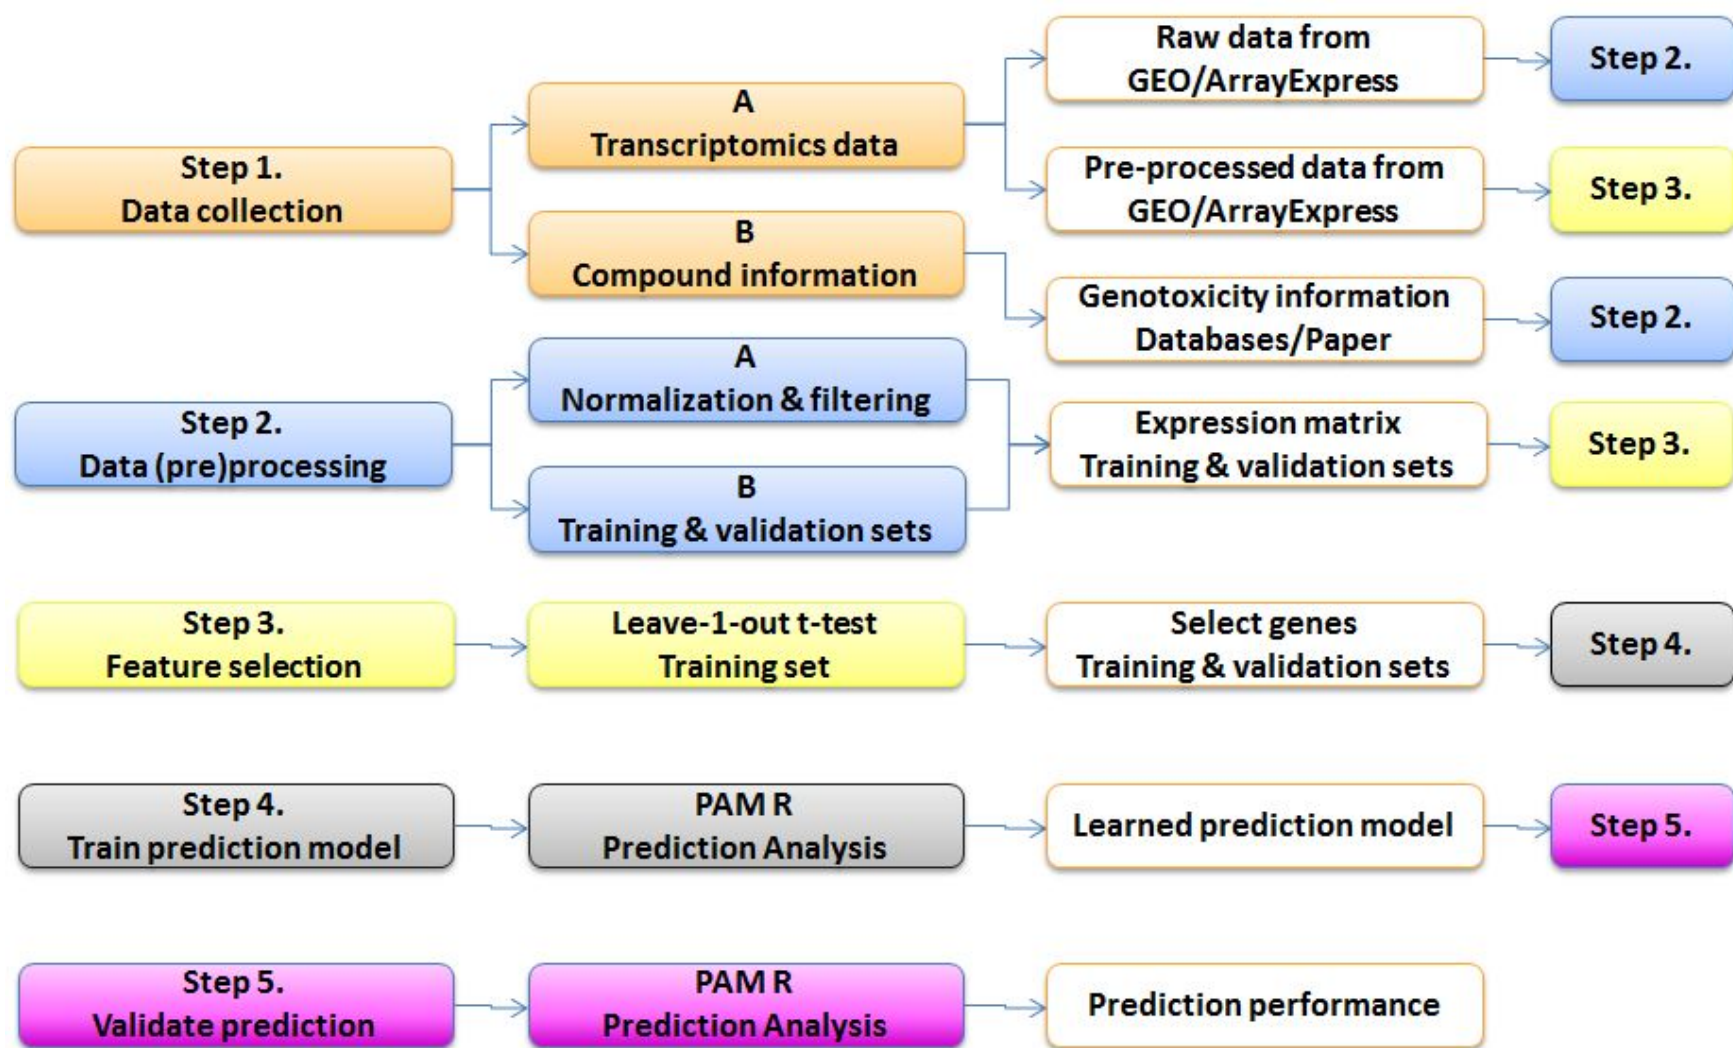 Step 1.
Data collection
A
Transcriptomics data
Raw data from
GEO/ArrayExpress
Step 2.
Pre-processed data from
GEO/ArrayExpress
Step 3.
B
Compound information
Genotoxicity information
Databases/Paper
Step 2.
Step 2.
Data (pre)processing
A
Normalization & filtering
B
Training & validation sets
Expression matrix
Training & validation sets
Step 3.
Step 3.
Feature selection
Leave-1-out t-test
Training set
Select genes
Training & validation sets
Step 4.
Step 4.
Train prediction model
PAM R
Prediction Analysis
Learned prediction model
Step 5.
Step 5.
Validate prediction
PAM R
Prediction Analysis
Prediction performance